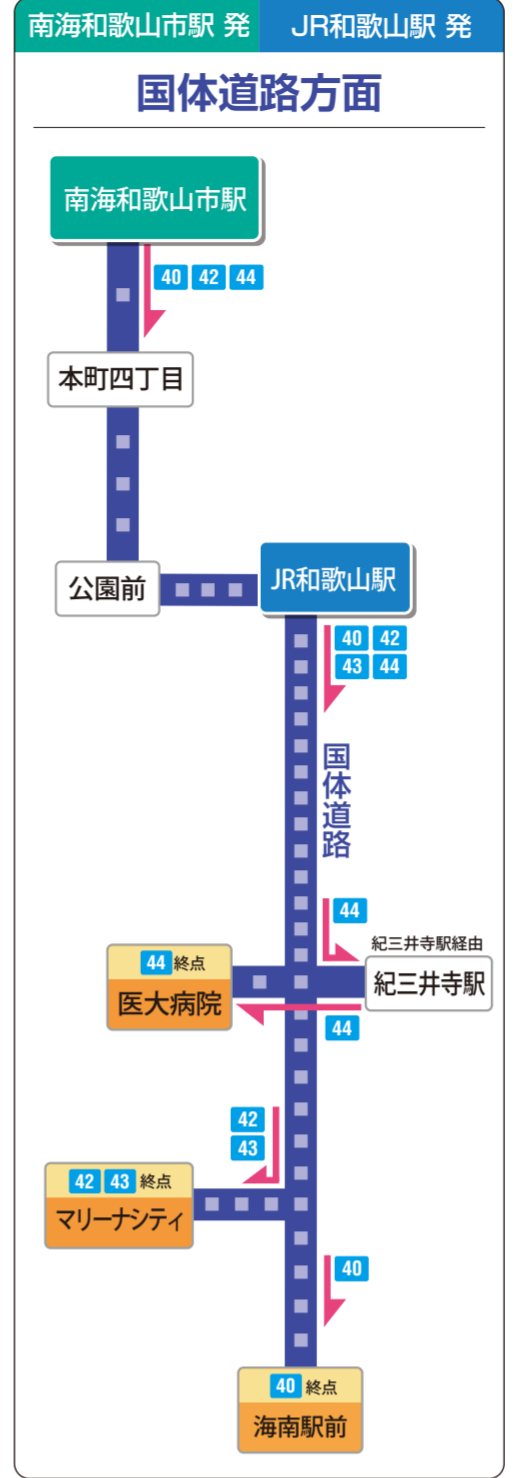 南海和歌山市駅 発
JR和歌山駅 発
国体道路方面
南海和歌山市駅
40 42 44
本町四丁目
公園前
JR和歌山駅
40 42
43 44
国体道路
44
紀三井寺駅経由
紀三井寺駅
44 終点
医大病院
44
42
43
42 43 終点
マリーナシティ
40
40 終点
海南駅前